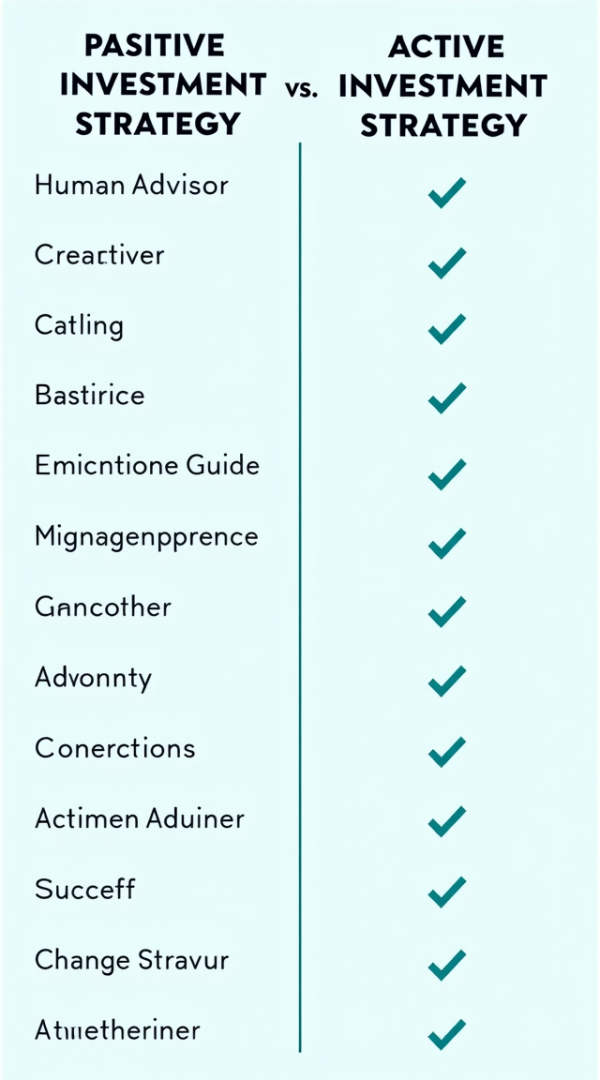 PASITIVE
INVESTMENT
STRATEGY
vs.
ACTIVE
INVESTMENT
STRATEGY
Human Advisor
Creactiver
Catling
Bastirice
Emicntione Guide
Mignagenpprence
Gancother
Advonnty
Conerctions
Actimen Aduiner
Succeff
Change Stravur